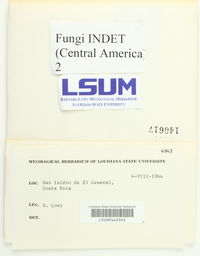 Fungi INDET
(Central America)
2
LSUM
BERNARD LOWY MYCOLOGICAL HERBARIUM
LOUISIANA STATE UNIVERSITY
4967
MYCOLOGICAL HERBARIUM OF LOUISIANA STATE UNIVERSITY
4-VIII-1964
LOC. San Isidro de El General,
Costa Rica
LEG. B. Lowy
DET.